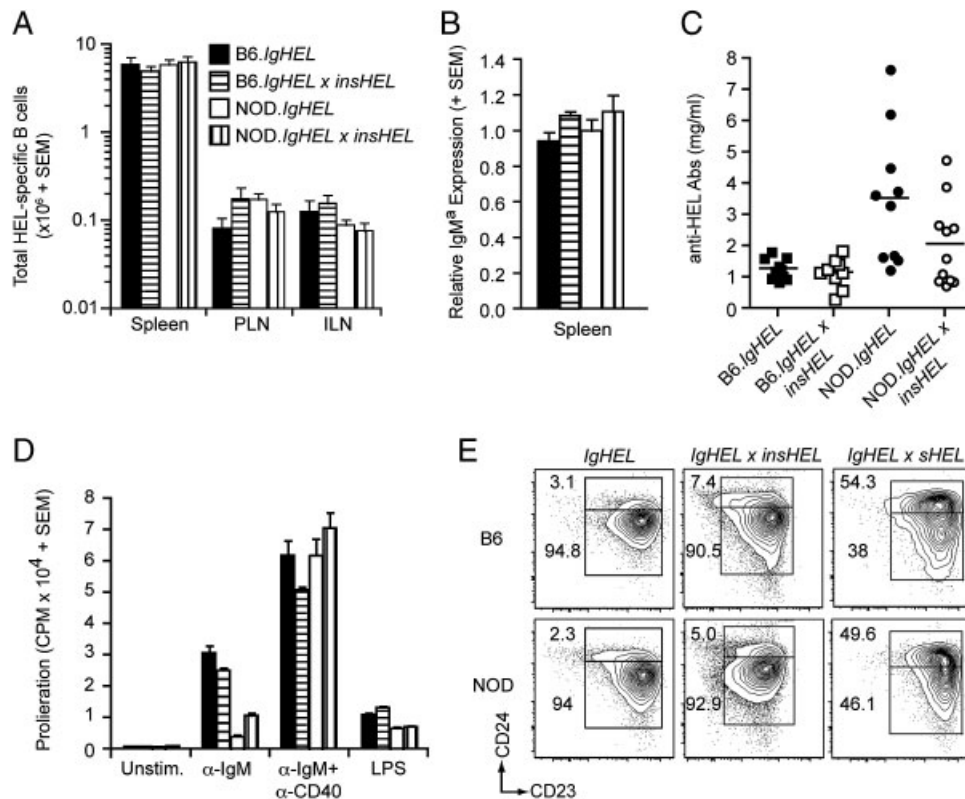 A
Total HEL-specific B cells
(x10⁶ + SEM)
10
1
0.1
0.01
Spleen
PLN
ILN
B6.IgHEL
B6.IgHEL x insHEL
NOD.IgHEL
NOD.IgHEL x insHEL
B
Relative IgMᵃ Expression (+ SEM)
1.4
1.2
1.0
0.8
0.6
0.4
0.2
0.0
Spleen
C
anti-HEL Abs (mg/ml)
8
7
6
5
4
3
2
1
0
B6.IgHEL
B6.IgHEL x
insHEL
NOD.IgHEL
NOD.IgHEL x
insHEL
D
Prolieration (CPM x 10⁴ + SEM)
8
7
6
5
4
3
2
1
0
Unstim.
α-IgM
α-IgM+
α-CD40
LPS
E
IgHEL
IgHEL x insHEL
IgHEL x sHEL
B6
3.1
94.8
7.4
90.5
54.3
38
NOD
2.3
94
5.0
92.9
49.6
46.1
CD24
CD23